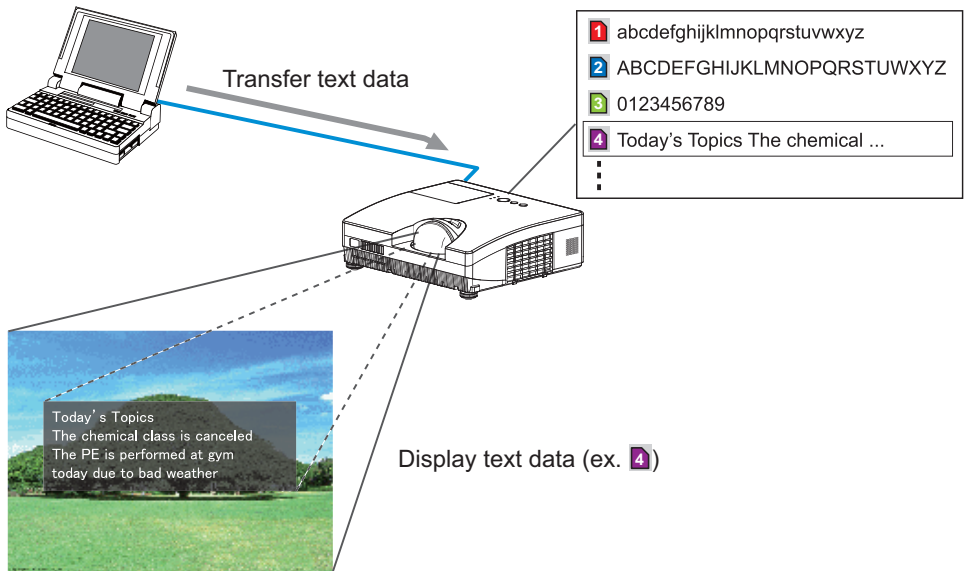 Transfer text data
1 abcdefghijklmnopqrstuvwxyz
2 ABCDEFGHIJKLMNOPQRSTUWXYZ
3 0123456789
4 Today's Topics The chemical ...
Today's Topics
The chemical class is canceled
The PE is performed at gym
today due to bad weather
Display text data (ex. 4)